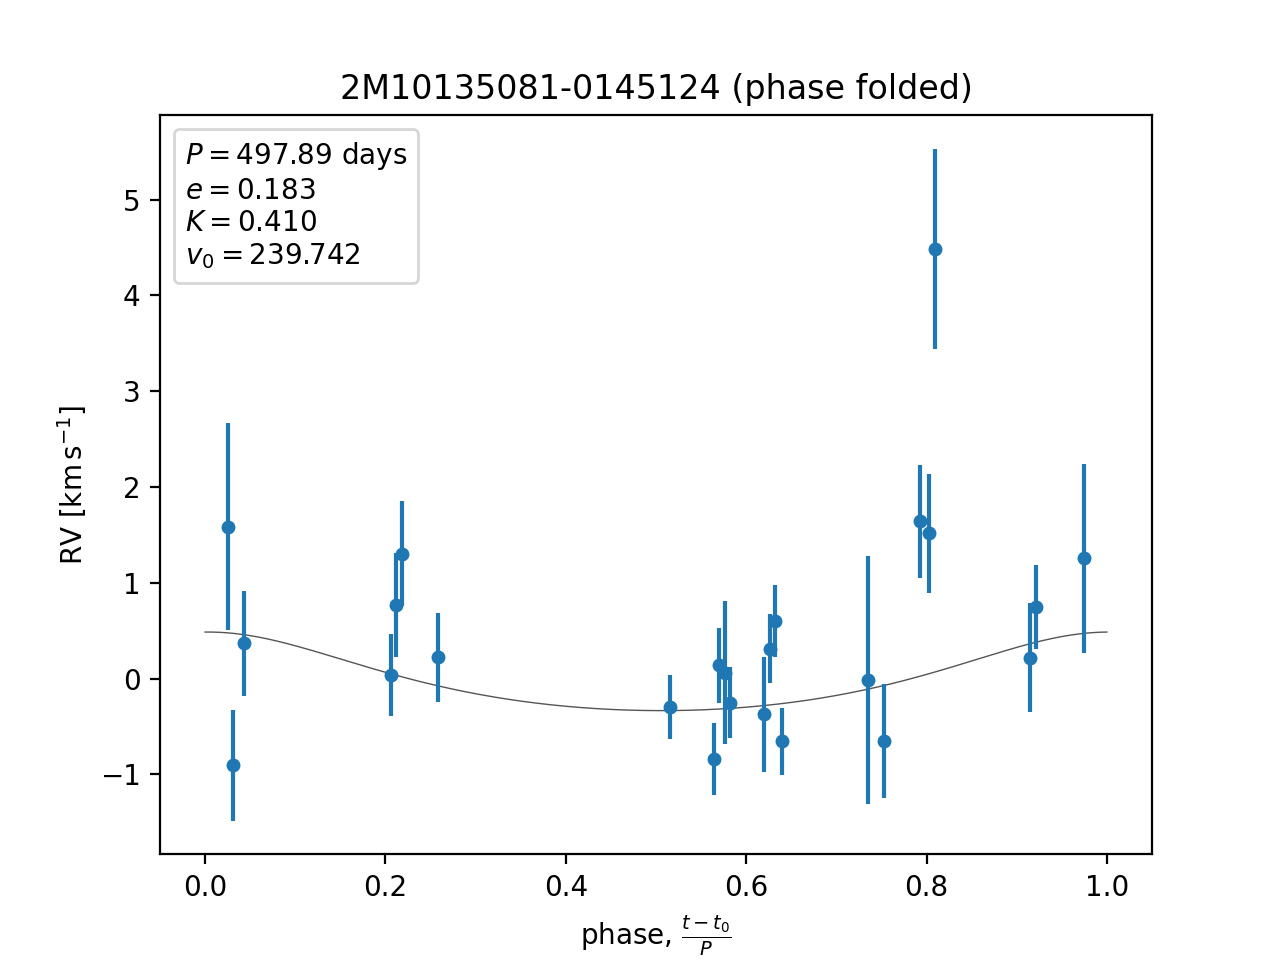 2M10135081-0145124 (phase folded)
P = 497.89 days
e = 0.183
K = 0.410
v₀ = 239.742
5
4
3
2
1
0
−1
RV [km s⁻¹]
0.0 0.2 0.4 0.6 0.8 1.0
phase, (t − t₀)/P